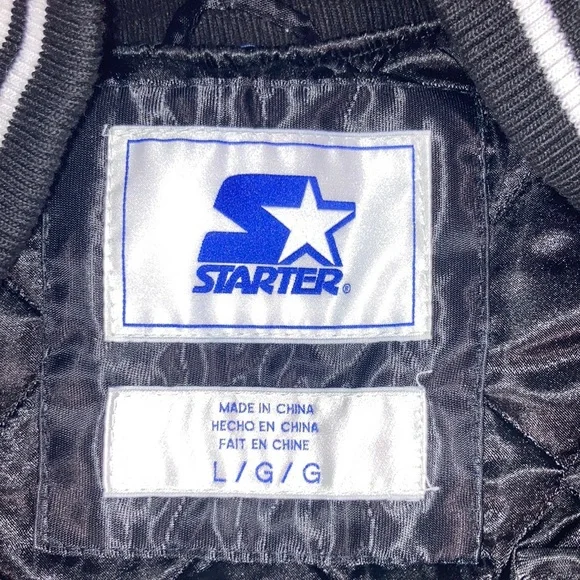 STARTER®
MADE IN CHINA
HECHO EN CHINA
FAIT EN CHINE
L/G/G